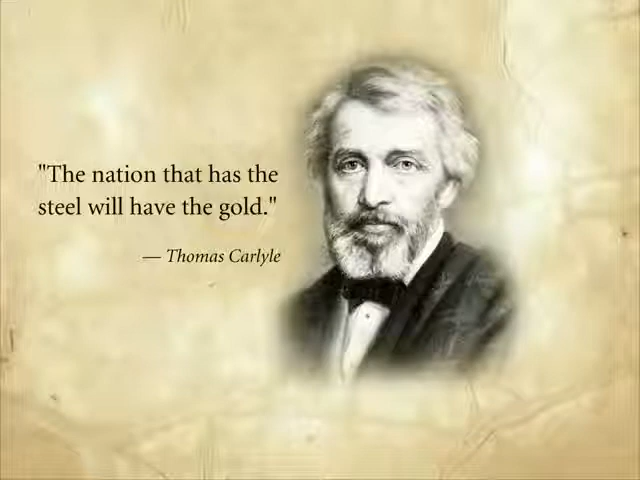 "The nation that has the
steel will have the gold."
— Thomas Carlyle